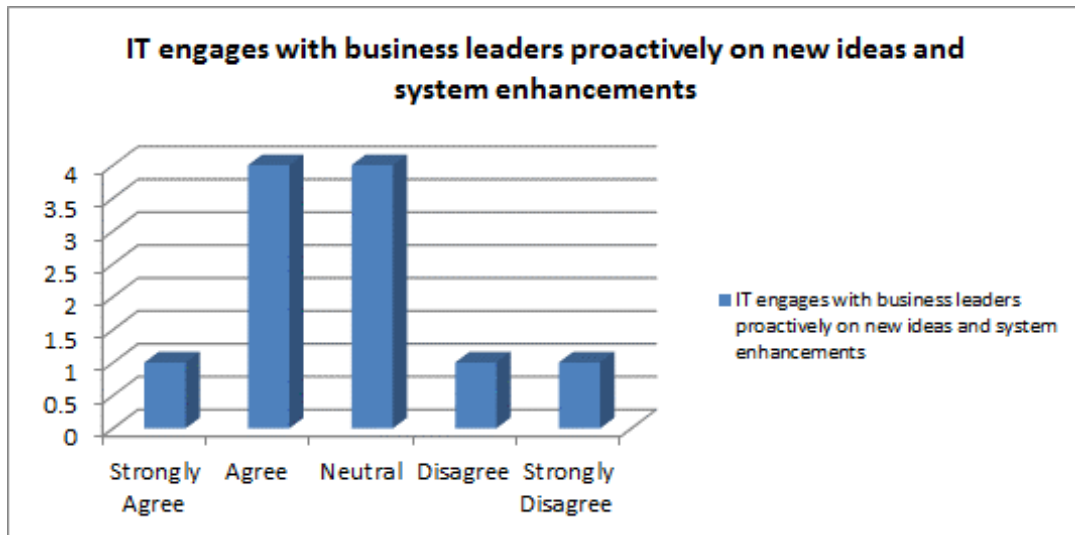 IT engages with business leaders proactively on new ideas and
system enhancements
4
3.5
3
2.5
2
1.5
1
0.5
0
Strongly Agree
Agree
Neutral
Disagree
Strongly Disagree
IT engages with business leaders
proactively on new ideas and system
enhancements